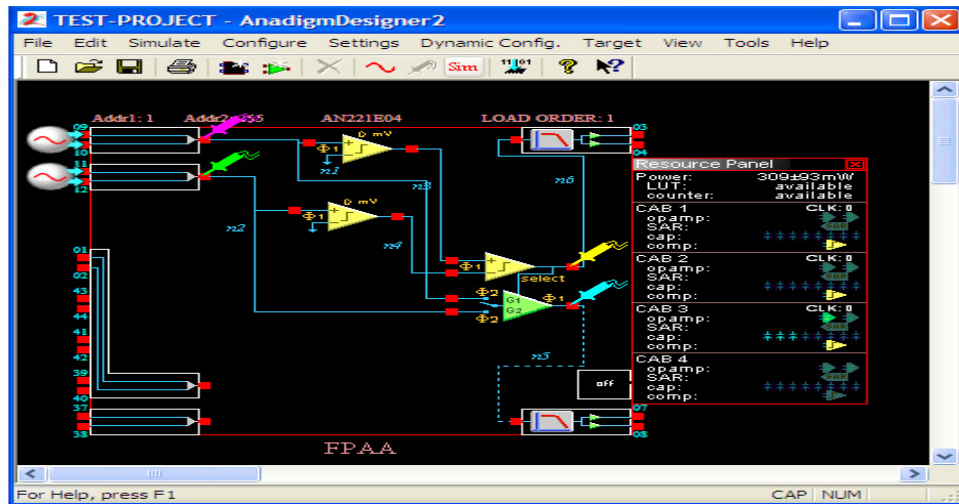 TEST-PROJECT - AnadigmDesigner2
File Edit Simulate Configure Settings Dynamic Config. Target View Tools Help
Sim
Addr1: 1
AN221E04
LOAD ORDER: 1
09
10
11
12
01
02
43
44
41
42
39
40
37
38
03
04
07
08
0 mV
Φ1
n1
n3
n6
n2
0 mV
Φ1
n4
Φ1
select
Φ2
G1
Φ1
G2
Φ2
n5
off
FPAA
Resource Panel
Power: 309±93mW
LUT: available
counter: available
CAB 1 CLK: 0
opamp:
SAR: SAR
cap:
comp:
CAB 2 CLK: 0
opamp:
SAR: SAR
cap:
comp:
CAB 3 CLK: 0
opamp:
SAR: SAR
cap:
comp:
CAB 4
opamp:
SAR: SAR
cap:
comp:
For Help, press F1
CAP NUM